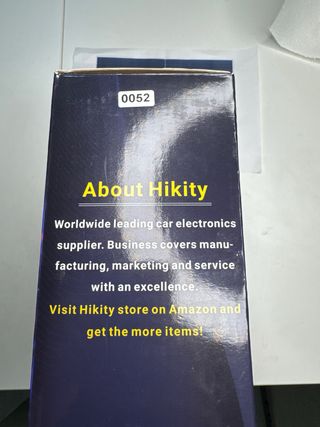 0052
About Hikity
Worldwide leading car electronics
supplier. Business covers manu-
facturing, marketing and service
with an excellence.
Visit Hikity store on Amazon and
get the more items!